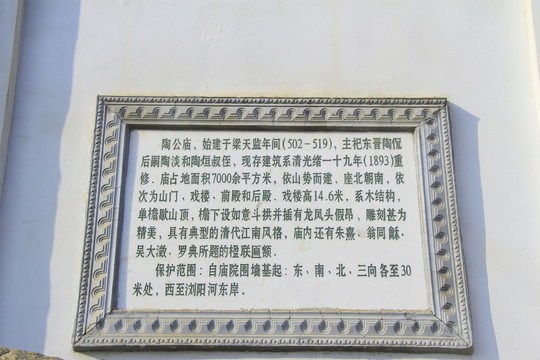 陶公庙，始建于梁天监年间(502-519)，主祀东晋陶侃
后嗣陶淡和陶烜叔侄，现存建筑系清光绪一十九年(1893)重
修．庙占地面积7000余平方米，依山势而建，座北朝南，依
次为山门、戏楼、前殿和后殿．戏楼高14.6米，系木结构，
单檐歇山顶，檐下设如意斗拱并插有龙凤头假昂，雕刻甚为
精美，具有典型的清代江南风格，庙内还有朱熹、翁同龢、
吴大澂、罗典所题的楹联匾额．
保护范围：自庙院围墙基起：东、南、北、三向各至30
米处，西至浏阳河东岸．